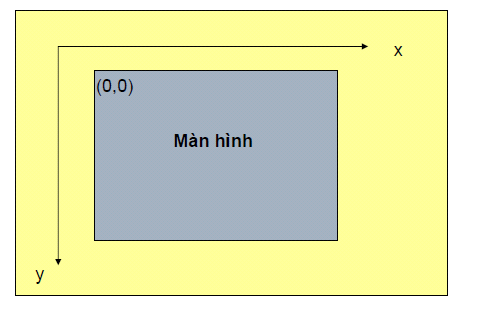 x
(0,0)
Màn hình
y